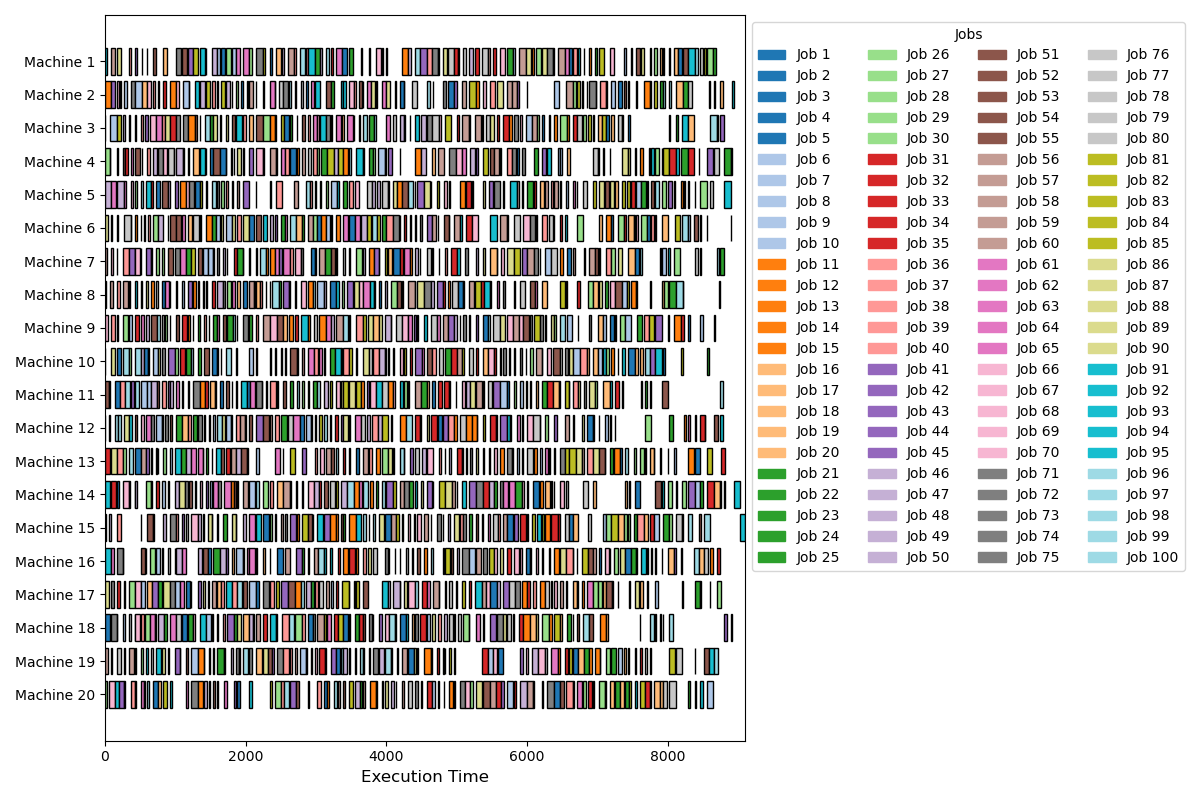 Machine 1
Machine 2
Machine 3
Machine 4
Machine 5
Machine 6
Machine 7
Machine 8
Machine 9
Machine 10
Machine 11
Machine 12
Machine 13
Machine 14
Machine 15
Machine 16
Machine 17
Machine 18
Machine 19
Machine 20
0 2000 4000 6000 8000
Execution Time
Jobs
Job 1 Job 26 Job 51 Job 76
Job 2 Job 27 Job 52 Job 77
Job 3 Job 28 Job 53 Job 78
Job 4 Job 29 Job 54 Job 79
Job 5 Job 30 Job 55 Job 80
Job 6 Job 31 Job 56 Job 81
Job 7 Job 32 Job 57 Job 82
Job 8 Job 33 Job 58 Job 83
Job 9 Job 34 Job 59 Job 84
Job 10 Job 35 Job 60 Job 85
Job 11 Job 36 Job 61 Job 86
Job 12 Job 37 Job 62 Job 87
Job 13 Job 38 Job 63 Job 88
Job 14 Job 39 Job 64 Job 89
Job 15 Job 40 Job 65 Job 90
Job 16 Job 41 Job 66 Job 91
Job 17 Job 42 Job 67 Job 92
Job 18 Job 43 Job 68 Job 93
Job 19 Job 44 Job 69 Job 94
Job 20 Job 45 Job 70 Job 95
Job 21 Job 46 Job 71 Job 96
Job 22 Job 47 Job 72 Job 97
Job 23 Job 48 Job 73 Job 98
Job 24 Job 49 Job 74 Job 99
Job 25 Job 50 Job 75 Job 100